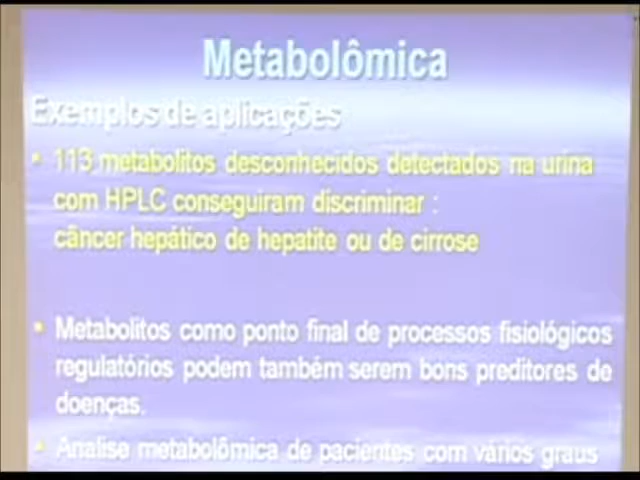 Metabolômica
Exemplos de aplicações
• 113 metabolitos desconhecidos detectados na urina
com HPLC conseguiram discriminar :
câncer hepático de hepatite ou de cirrose
• Metabolitos como ponto final de processos fisiológicos
regulatórios podem também serem bons preditores de
doenças.
• Analise metabolômica de pacientes com vários graus